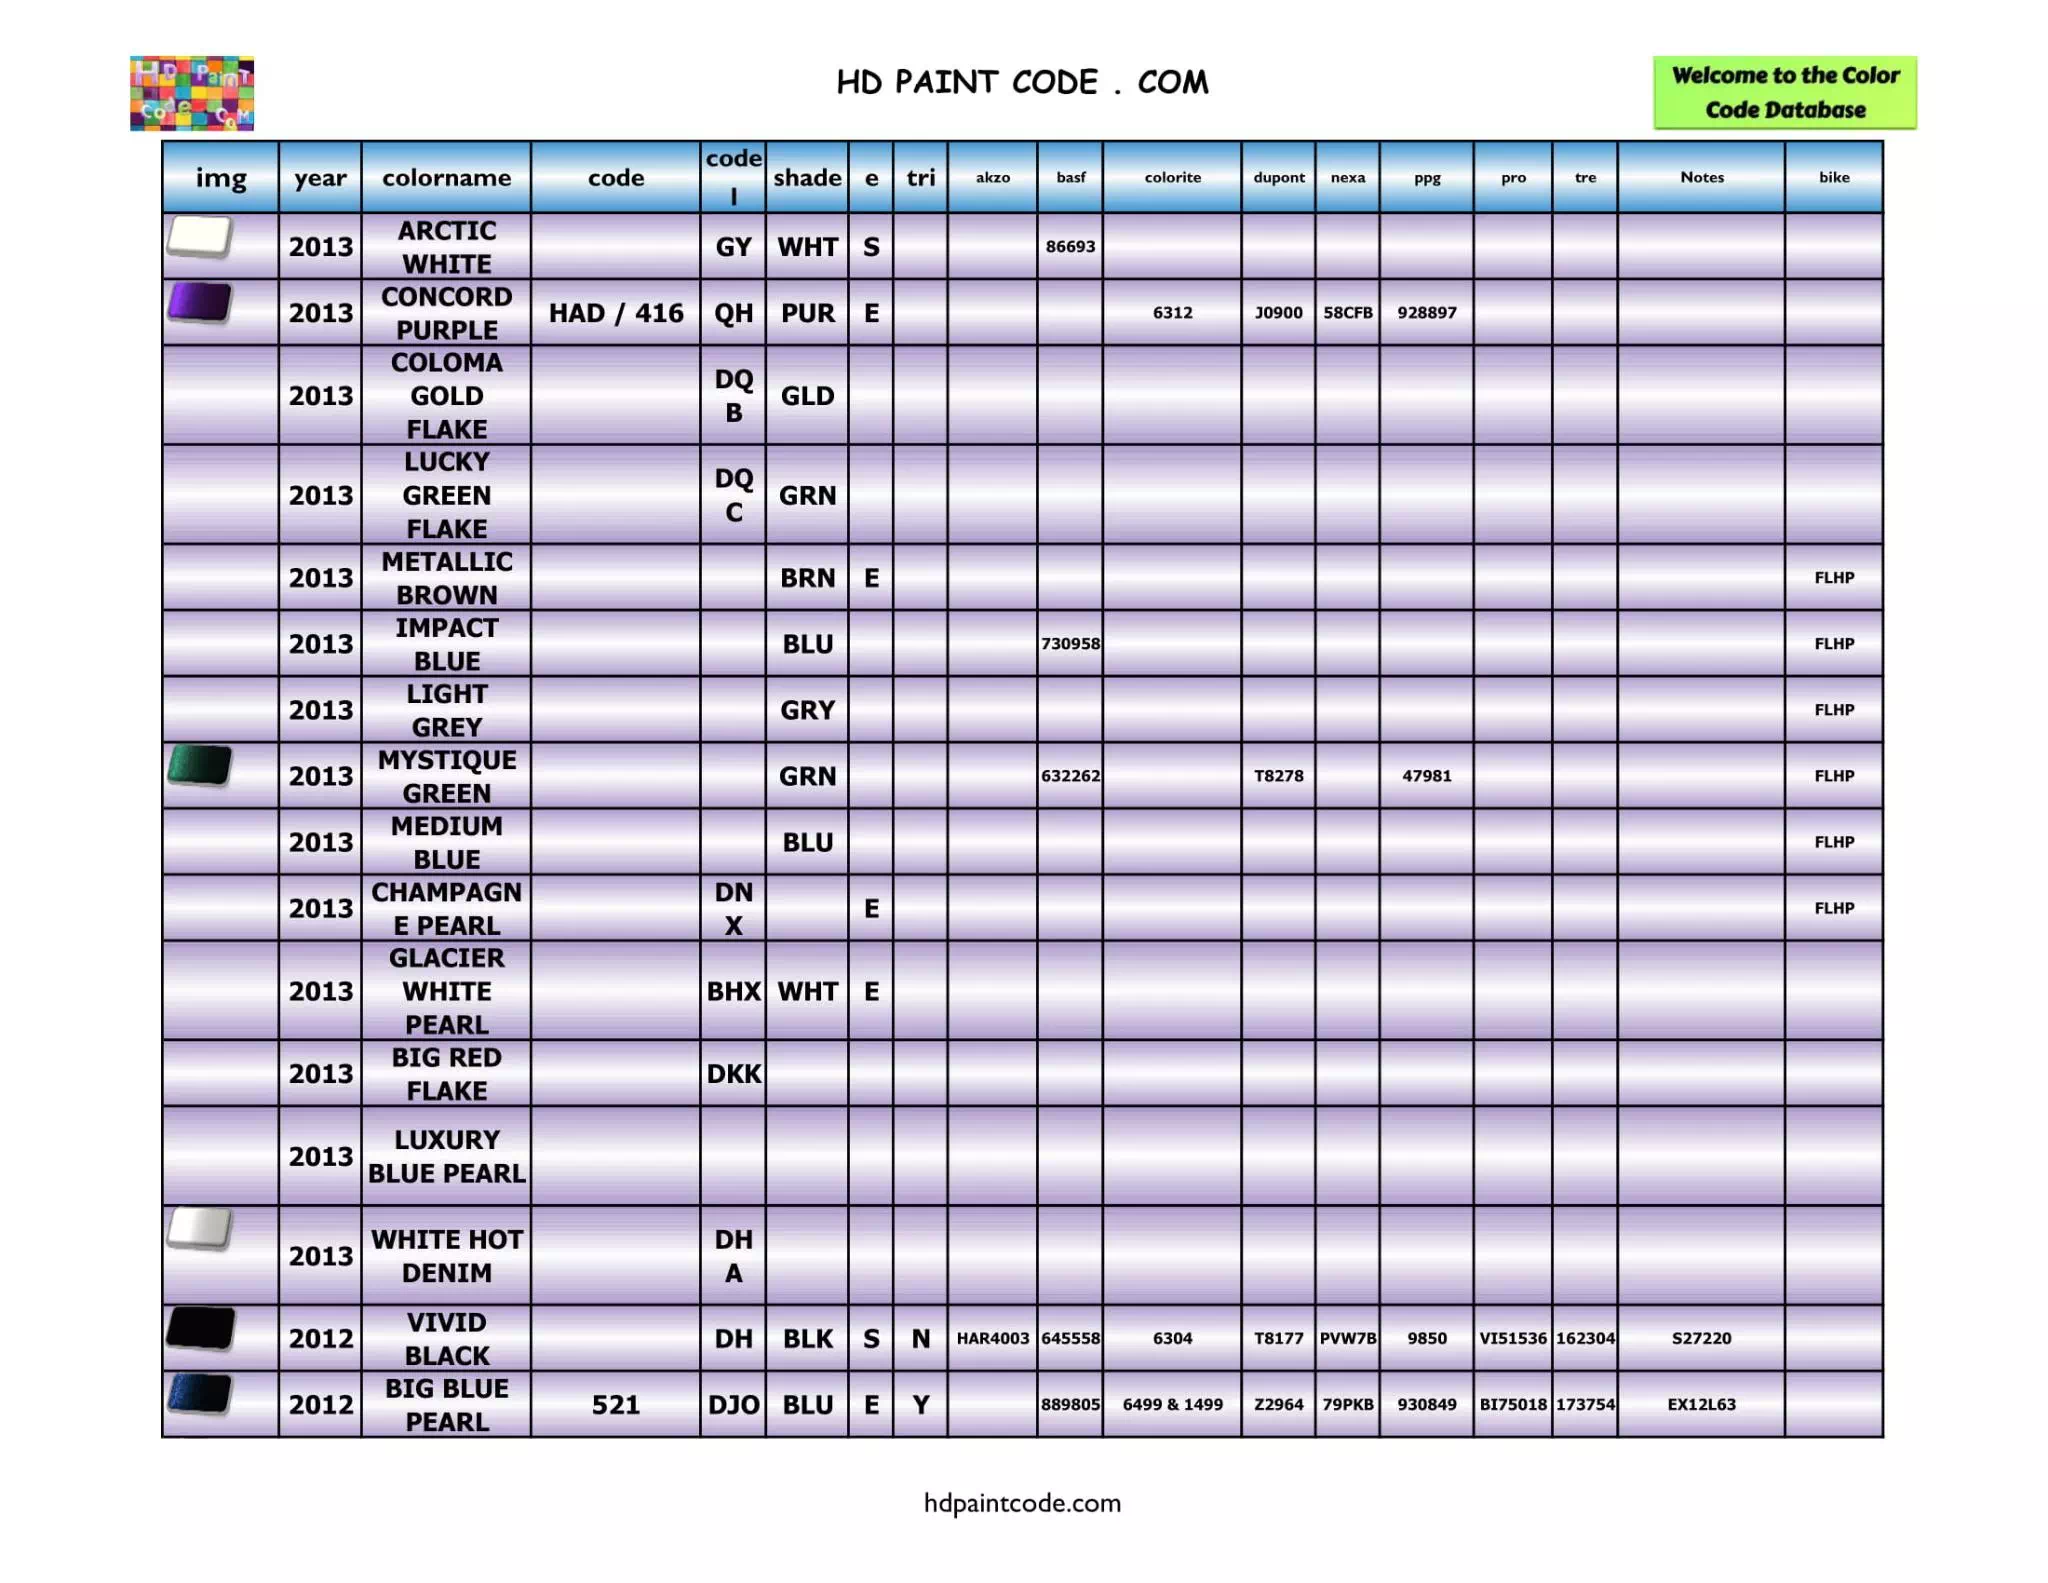 HD PainT
Code
CoM
HD PAINT CODE . COM
Welcome to the Color
Code Database
img year colorname code code l shade e tri akzo basf colorite dupont nexa ppg pro tre Notes bike
2013 ARCTIC WHITE GY WHT S 86693
2013 CONCORD PURPLE HAD / 416 QH PUR E 6312 J0900 58CFB 928897
2013 COLOMA GOLD FLAKE DQ B GLD
2013 LUCKY GREEN FLAKE DQ C GRN
2013 METALLIC BROWN BRN E FLHP
2013 IMPACT BLUE BLU 730958 FLHP
2013 LIGHT GREY GRY FLHP
2013 MYSTIQUE GREEN GRN 632262 T8278 47981 FLHP
2013 MEDIUM BLUE BLU FLHP
2013 CHAMPAGN E PEARL DN X E FLHP
2013 GLACIER WHITE PEARL BHX WHT E
2013 BIG RED FLAKE DKK
2013 LUXURY BLUE PEARL
2013 WHITE HOT DENIM DH A
2012 VIVID BLACK DH BLK S N HAR4003 645558 6304 T8177 PVW7B 9850 VI51536 162304 S27220
2012 BIG BLUE PEARL 521 DJO BLU E Y 889805 6499 & 1499 Z2964 79PKB 930849 BI75018 173754 EX12L63
hdpaintcode.com